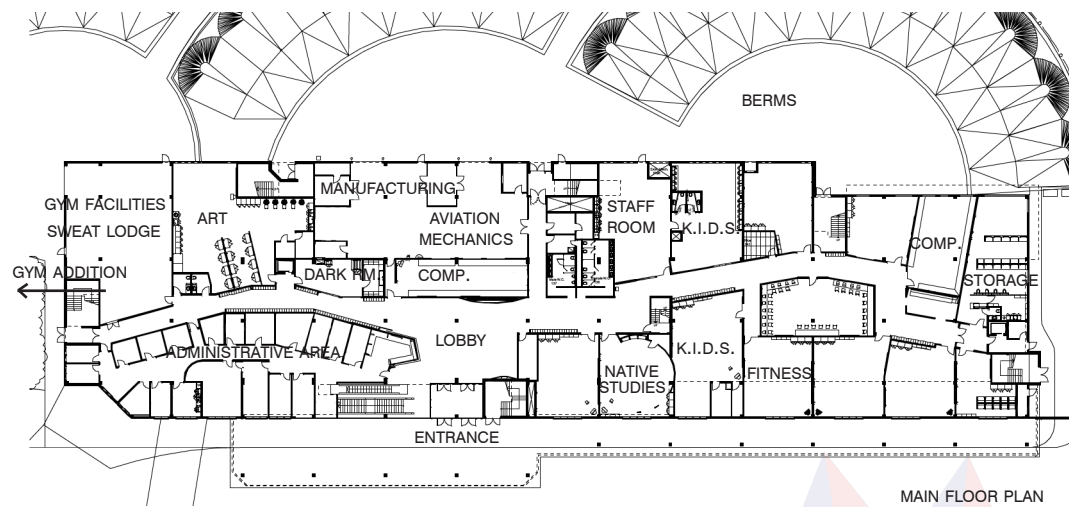 BERMS
MANUFACTURING
GYM FACILITIES
SWEAT LODGE
ART
AVIATION
MECHANICS
STAFF
ROOM
K.I.D.S.
COMP.
GYM ADDITION
DARK RM.
COMP.
STORAGE
LOBBY
ADMINISTRATIVE AREA
K.I.D.S.
NATIVE
STUDIES
FITNESS
ENTRANCE
MAIN FLOOR PLAN